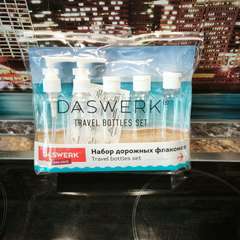 DASWERK
TRAVEL BOTTLES SET
DASWERK
Набор дорожных флаконов
Travel bottles set